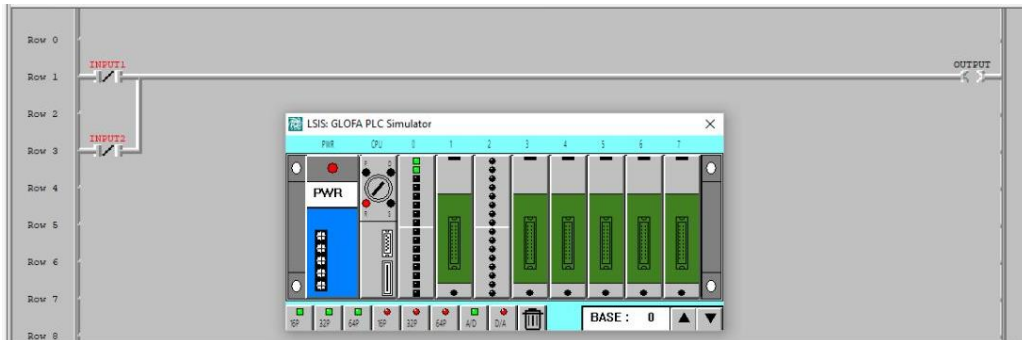 Row 0
INPUT1
OUTPUT
Row 1
Row 2
INPUT2
Row 3
Row 4
Row 5
Row 6
Row 7
Row 8
LSIS: GLOFA PLC Simulator
PWR CPU 0 1 2 3 4 5 6 7
PWR
R S
16P 32P 64P 16P 32P 64P A/D D/A BASE : 0